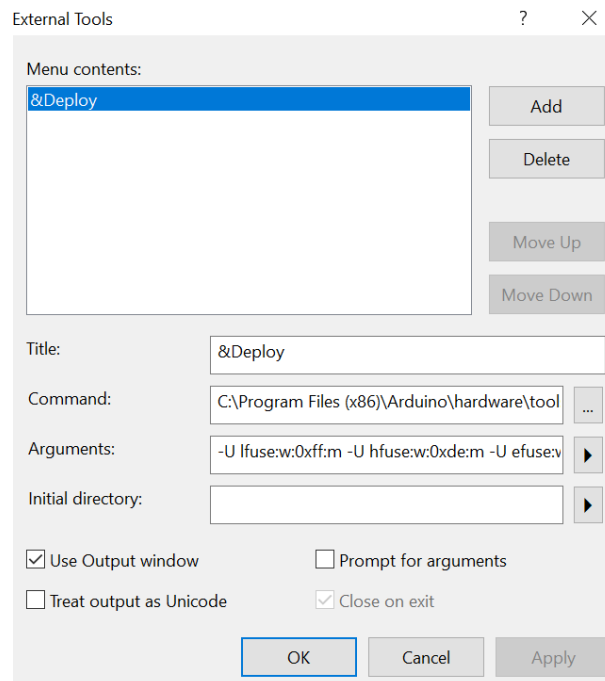 External Tools
?
Menu contents:
&Deploy
Add
Delete
Move Up
Move Down
Title:
&Deploy
Command:
C:\Program Files (x86)\Arduino\hardware\tool
...
Arguments:
-U lfuse:w:0xff:m -U hfuse:w:0xde:m -U efuse:w
Initial directory:
Use Output window
Prompt for arguments
Treat output as Unicode
Close on exit
OK
Cancel
Apply